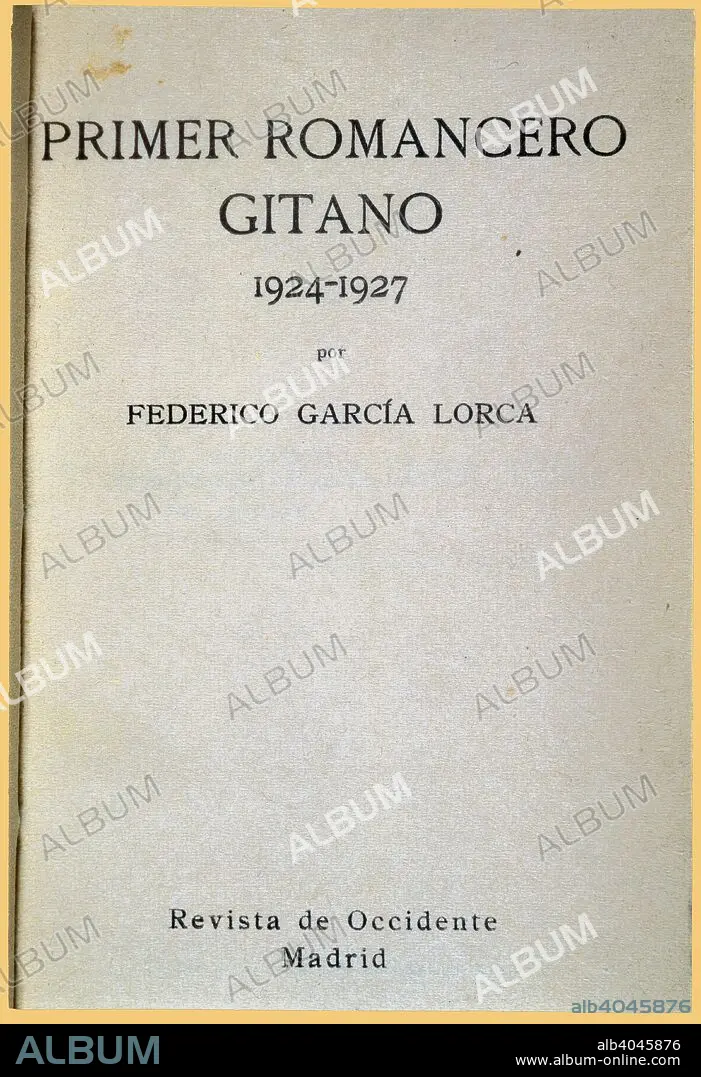 PRIMER ROMANCERO
GITANO
1924-1927
por
FEDERICO GARCÍA LORCA
Revista de Occidente
Madrid
alb4045876
ALBUM
alb4045876
www.album-online.com